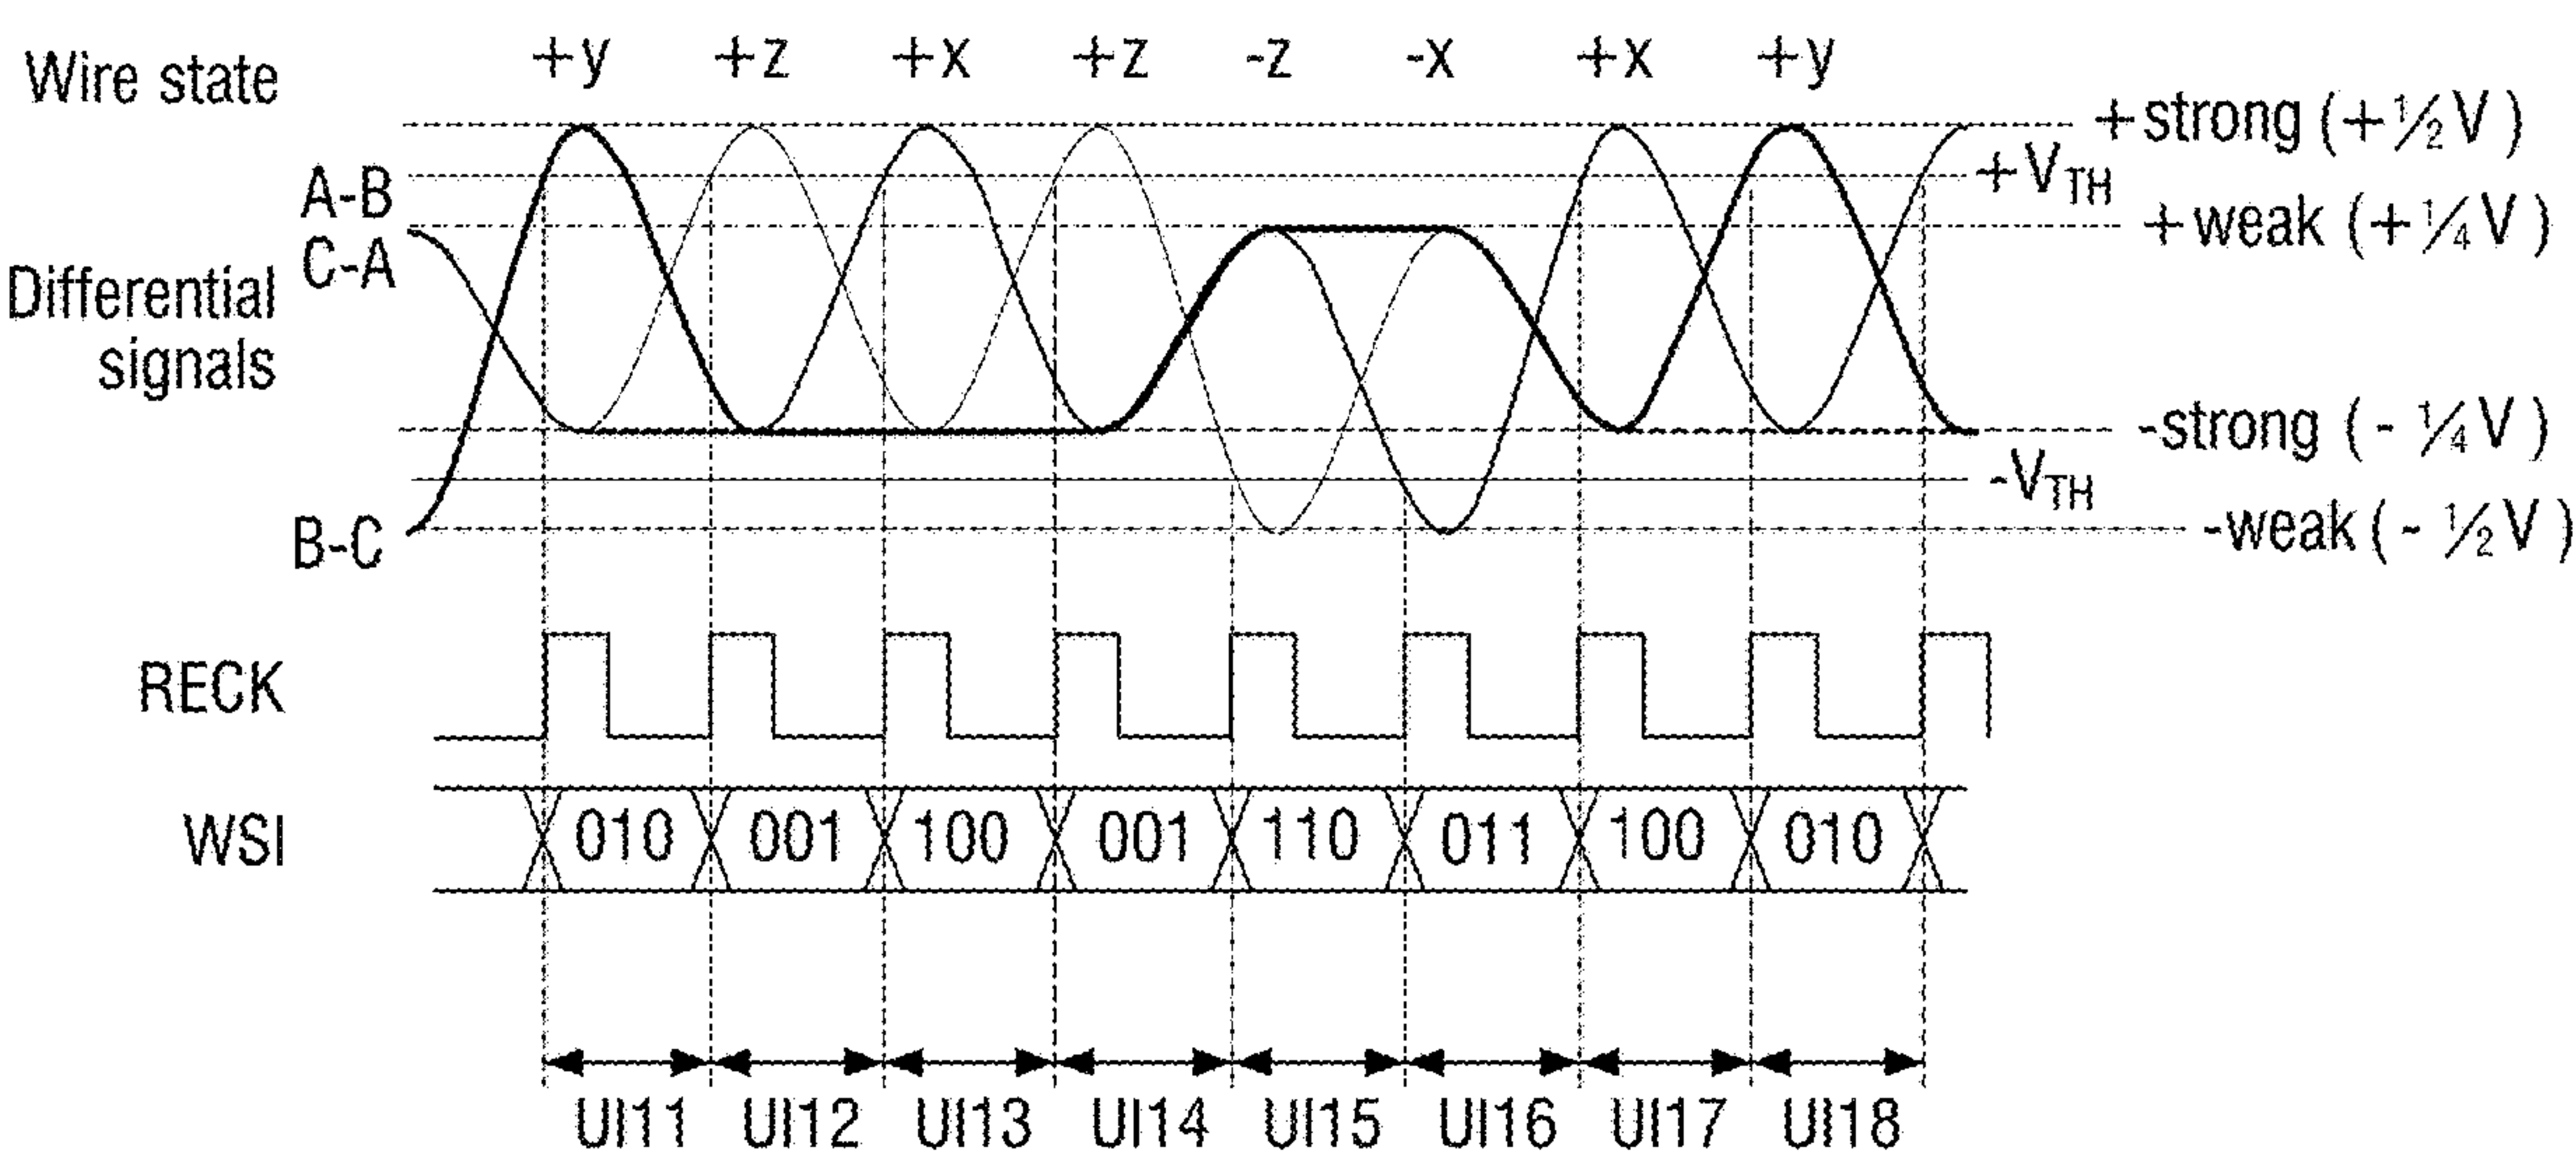 Wire state +y +z +x +z -z -x +x +y
+strong (+½V)
A-B
+VTH
C-A
+weak (+¼V)
Differential
signals
-strong (- ¼V)
-VTH
B-C
-weak (- ½V)
RECK
WSI 010 001 100 001 110 011 100 010
UI11 UI12 UI13 UI14 UI15 UI16 UI17 UI18